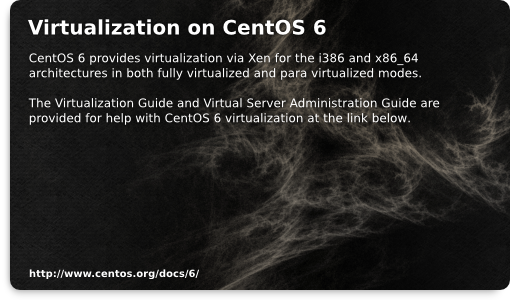 Virtualization on CentOS 6
CentOS 6 provides virtualization via Xen for the i386 and x86_64
architectures in both fully virtualized and para virtualized modes.
The Virtualization Guide and Virtual Server Administration Guide are
provided for help with CentOS 6 virtualization at the link below.
http://www.centos.org/docs/6/